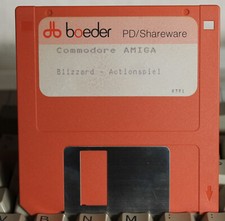 boeder PD/Shareware
Commodore AMIGA
Blizzard - Actionspiel